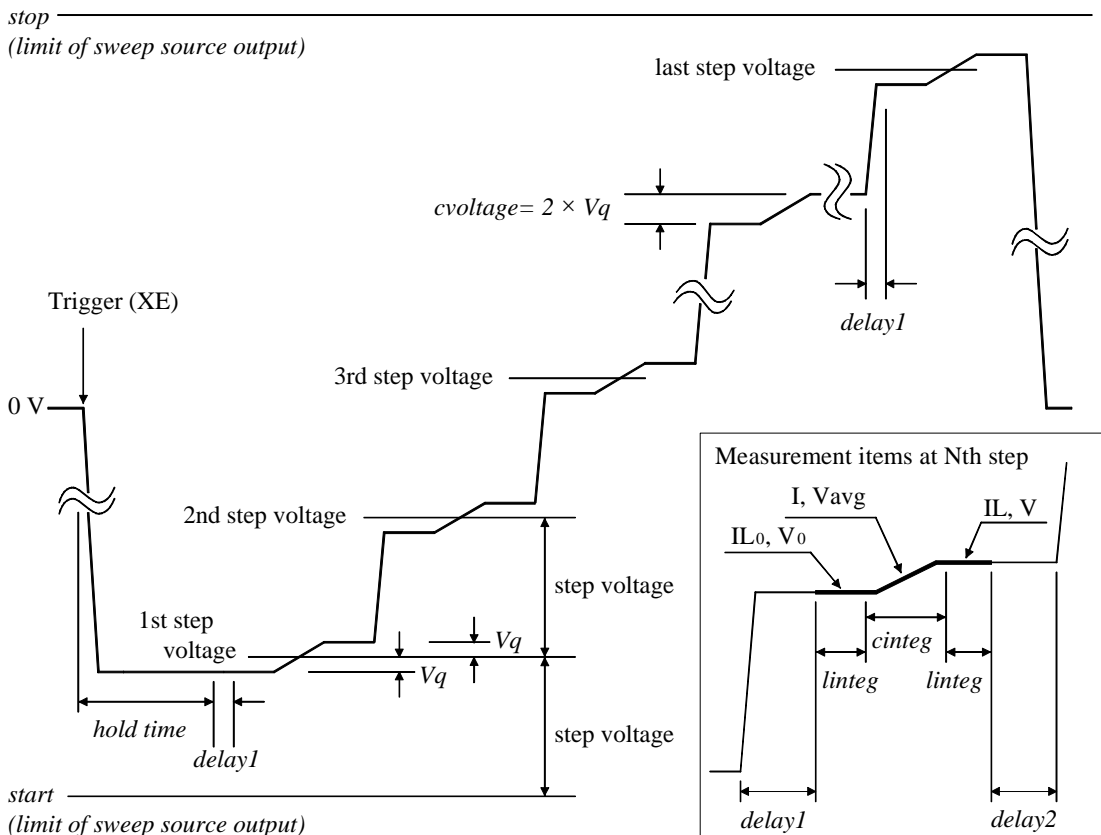 stop
(limit of sweep source output)
last step voltage
cvoltage= 2 × Vq
delay1
Trigger (XE)
3rd step voltage
0 V
2nd step voltage
step voltage
1st step
voltage
Vq
Vq
hold time
delay1
step voltage
start
(limit of sweep source output)
Measurement items at Nth step
I, Vavg
IL0, V0
IL, V
cinteg
linteg
linteg
delay1
delay2